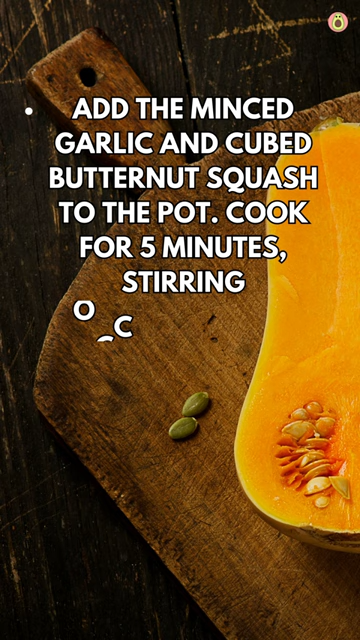 • ADD THE MINCED
GARLIC AND CUBED
BUTTERNUT SQUASH
TO THE POT. COOK
FOR 5 MINUTES,
STIRRING